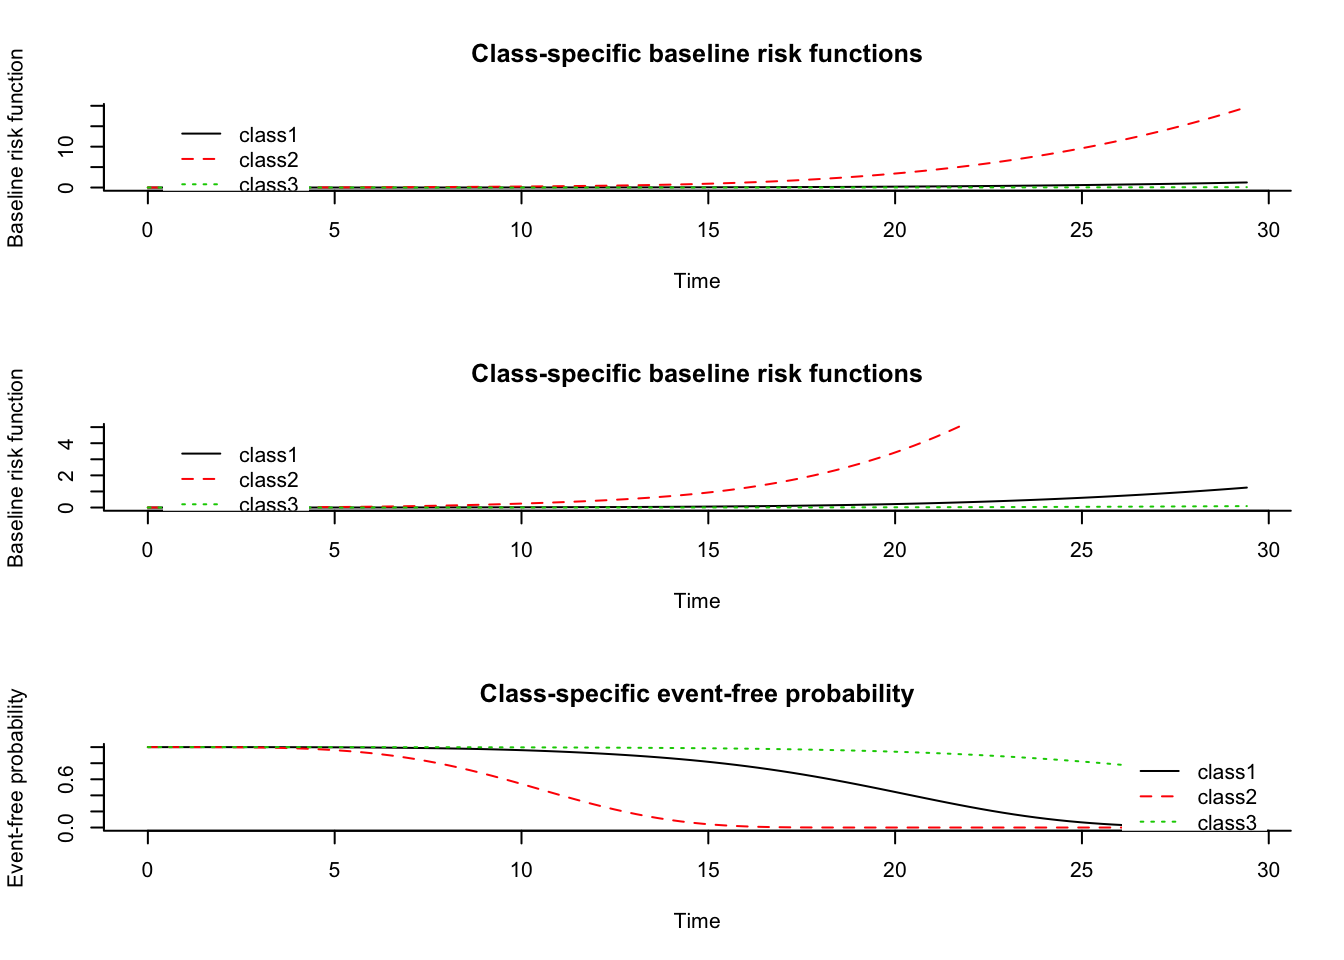 Class-specific baseline risk functions
Baseline risk function
10
0
class1
class2
class3
0 5 10 15 20 25 30
Time
Class-specific baseline risk functions
Baseline risk function
4
2
0
class1
class2
class3
0 5 10 15 20 25 30
Time
Class-specific event-free probability
Event-free probability
0.6
0.0
class1
class2
class3
0 5 10 15 20 25 30
Time